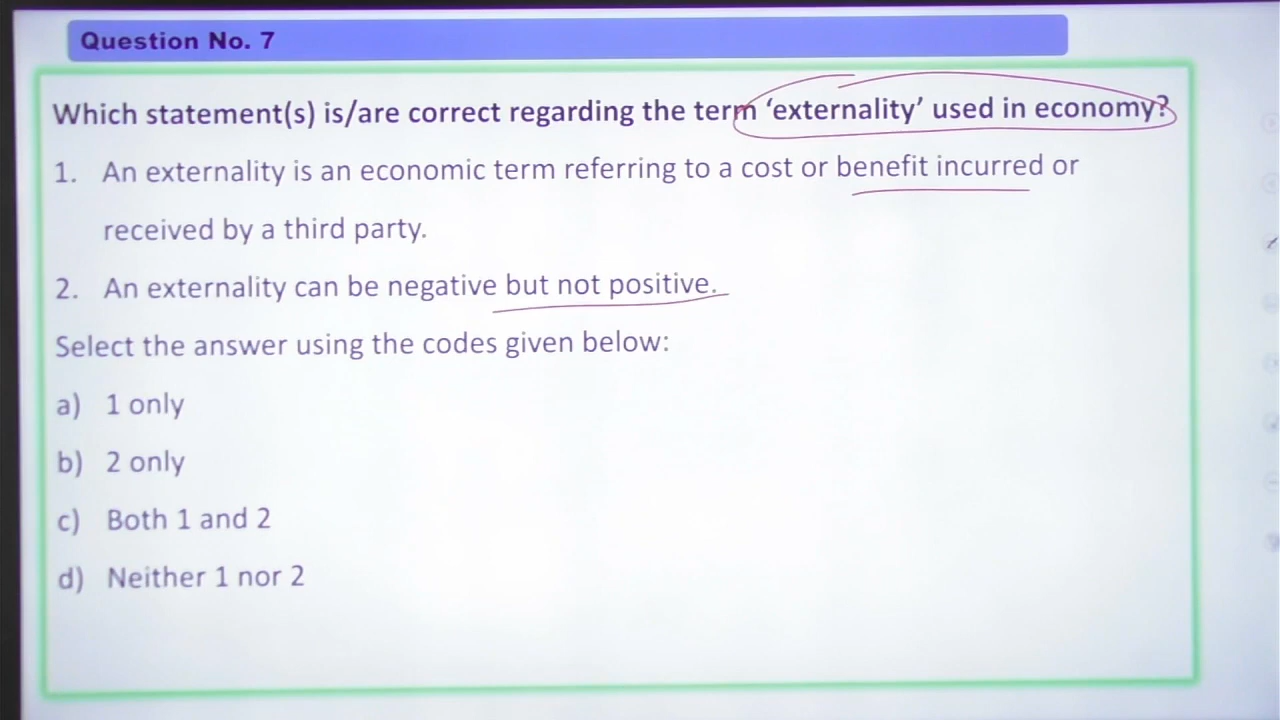 Question No. 7
Which statement(s) is/are correct regarding the term ‘externality’ used in economy?
1. An externality is an economic term referring to a cost or benefit incurred or
received by a third party.
2. An externality can be negative but not positive.
Select the answer using the codes given below:
a) 1 only
b) 2 only
c) Both 1 and 2
d) Neither 1 nor 2